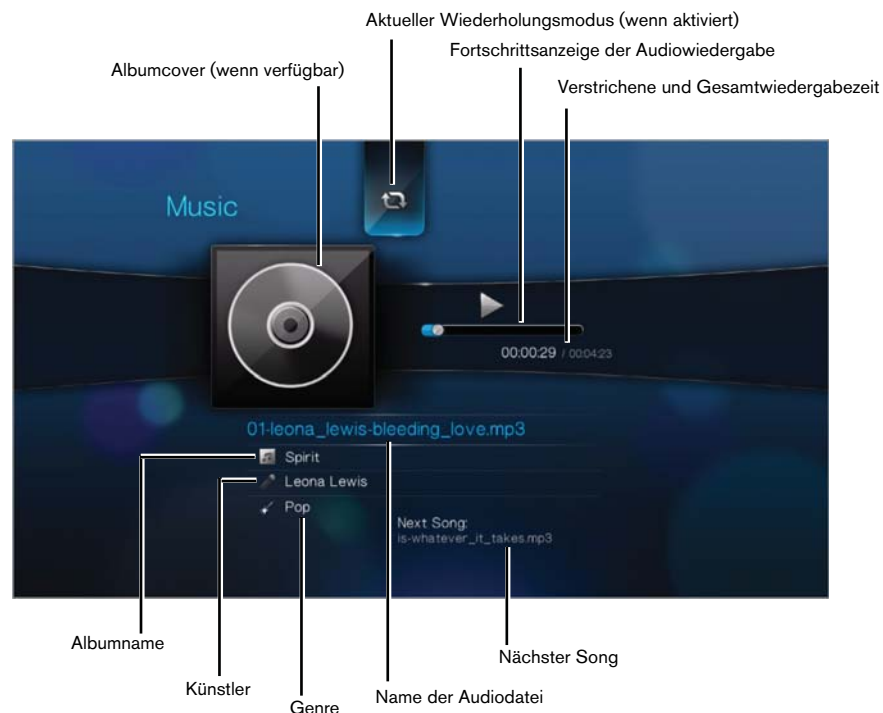 Aktueller Wiederholungsmodus (wenn aktiviert)
Fortschrittsanzeige der Audiowiedergabe
Albumcover (wenn verfügbar)
Verstrichene und Gesamtwiedergabezeit
Music
00:00:29 / 00:04:23
01-leona_lewis-bleeding_love.mp3
Spirit
Leona Lewis
Pop
Next Song:
is-whatever_it_takes.mp3
Albumname
Nächster Song
Künstler
Name der Audiodatei
Genre